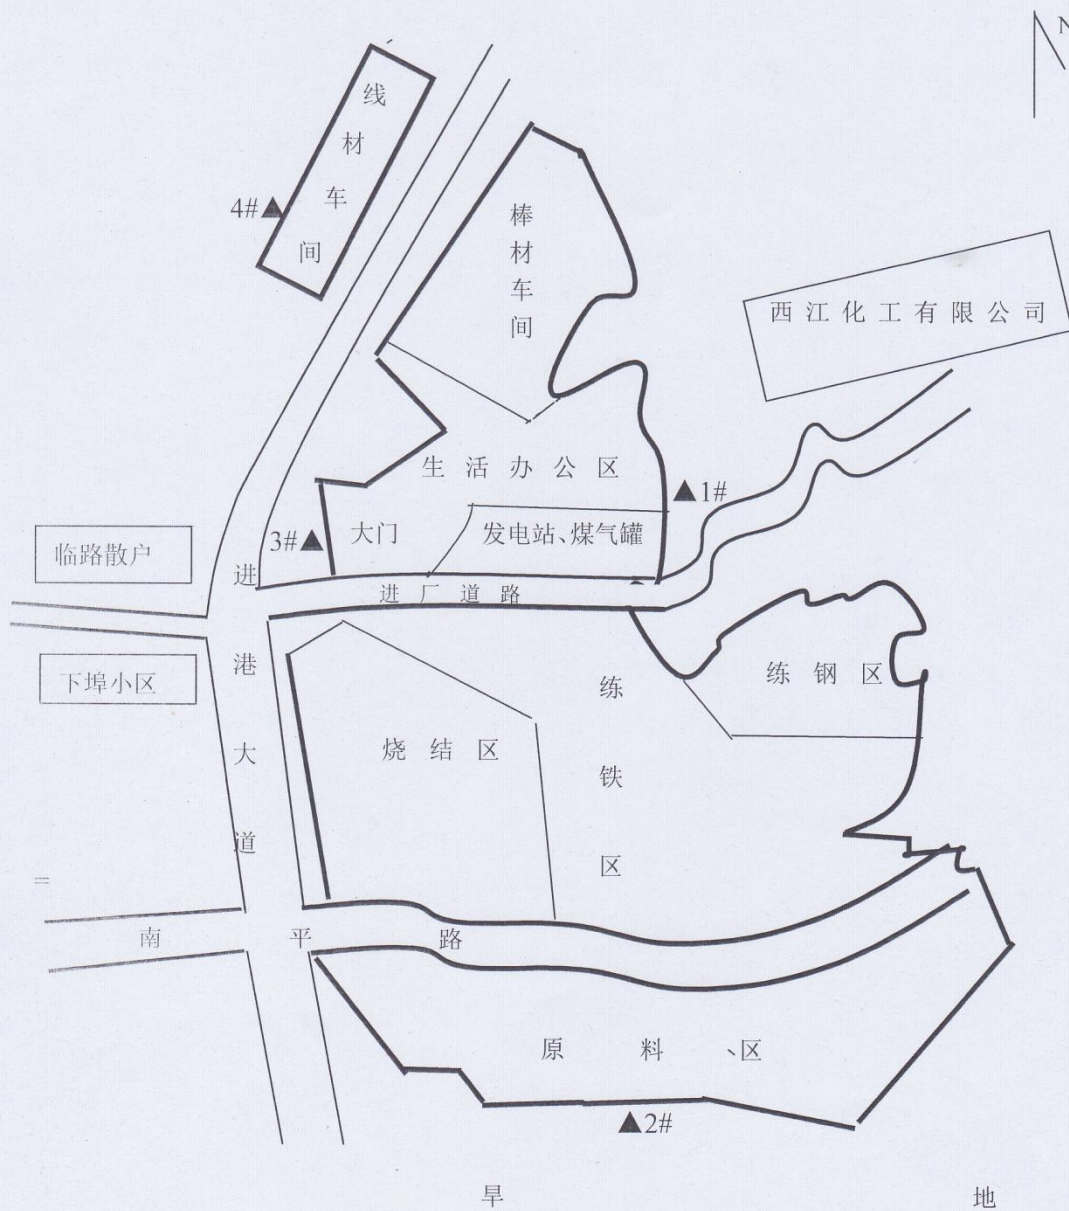 N
线材车间
4#▲
棒材车间
西江化工有限公司
生活办公区
▲1#
大门
发电站、煤气罐
3#▲
临路散户
进港大道
进厂道路
下埠小区
练钢区
练铁区
烧结区
=
南平路
原料、区
▲2#
旱地